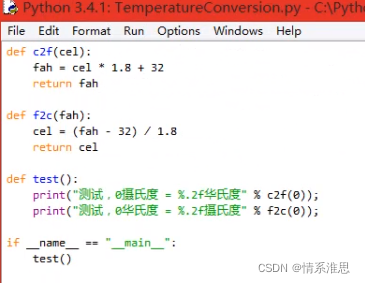 Python 3.4.1: TemperatureConversion.py - C:\Pyth
File Edit Format Run Options Windows Help
def c2f(cel):
    fah = cel * 1.8 + 32
    return fah
def f2c(fah):
    cel = (fah - 32) / 1.8
    return cel
def test():
    print("测试，0摄氏度 = %.2f华氏度" % c2f(0));
    print("测试，0华氏度 = %.2f摄氏度" % f2c(0));
if __name__ == "__main__":
    test()
CSDN @情系淮思